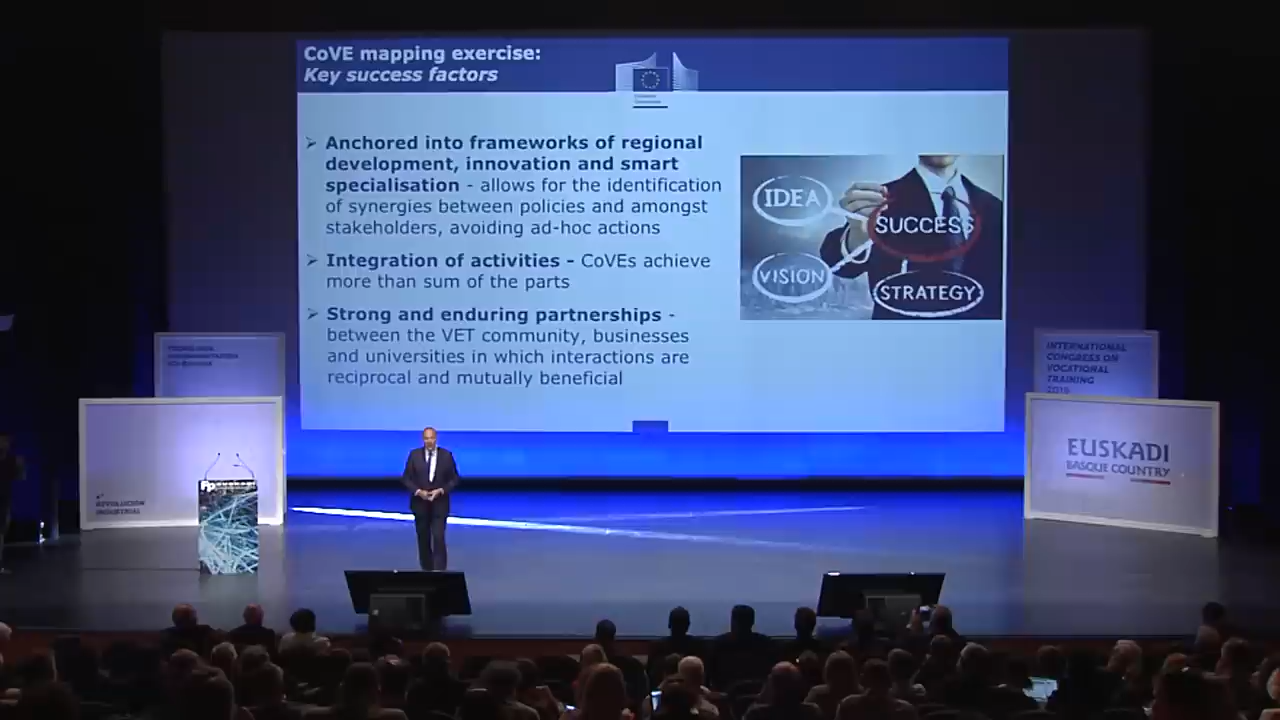 CoVE mapping exercise:
Key success factors
➢ Anchored into frameworks of regional
development, innovation and smart
specialisation - allows for the identification
of synergies between policies and amongst
stakeholders, avoiding ad-hoc actions
➢ Integration of activities - CoVEs achieve
more than sum of the parts
➢ Strong and enduring partnerships -
between the VET community, businesses
and universities in which interactions are
reciprocal and mutually beneficial
IDEA
SUCCESS
VISION
STRATEGY
INTERNATIONAL
CONGRESS ON
VOCATIONAL
TRAINING
EUSKADI
BASQUE COUNTRY
REVOLUCIÓN
INDUSTRIAL